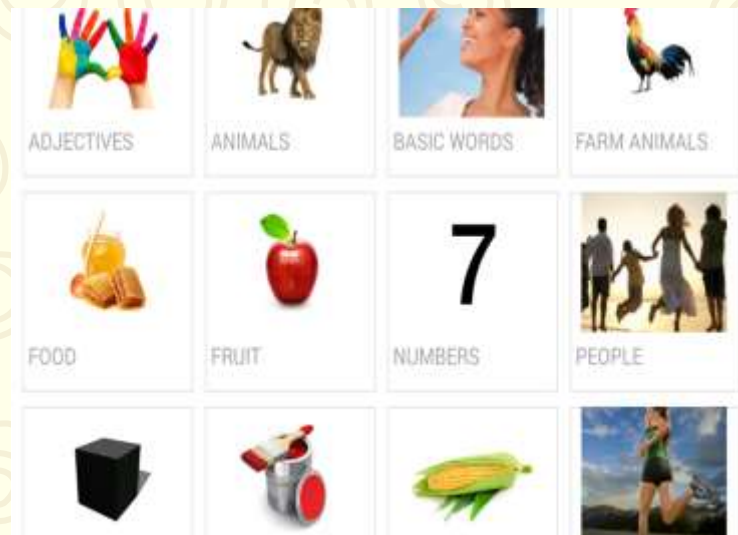 ADJECTIVES
ANIMALS
BASIC WORDS
FARM ANIMALS
FOOD
FRUIT
7
NUMBERS
PEOPLE